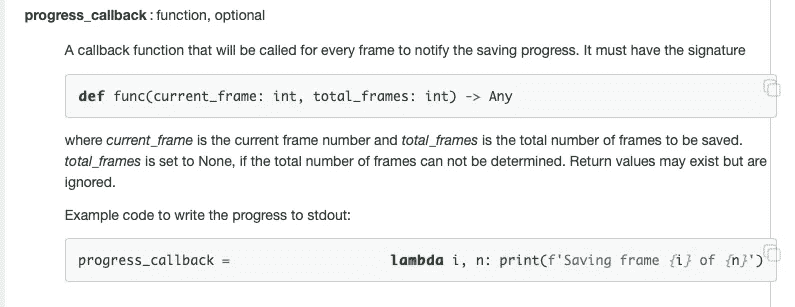 progress_callback : function, optional
A callback function that will be called for every frame to notify the saving progress. It must have the signature
def func(current_frame: int, total_frames: int) -> Any
where current_frame is the current frame number and total_frames is the total number of frames to be saved.
total_frames is set to None, if the total number of frames can not be determined. Return values may exist but are
ignored.
Example code to write the progress to stdout:
progress_callback = lambda i, n: print(f'Saving frame {i} of {n}')